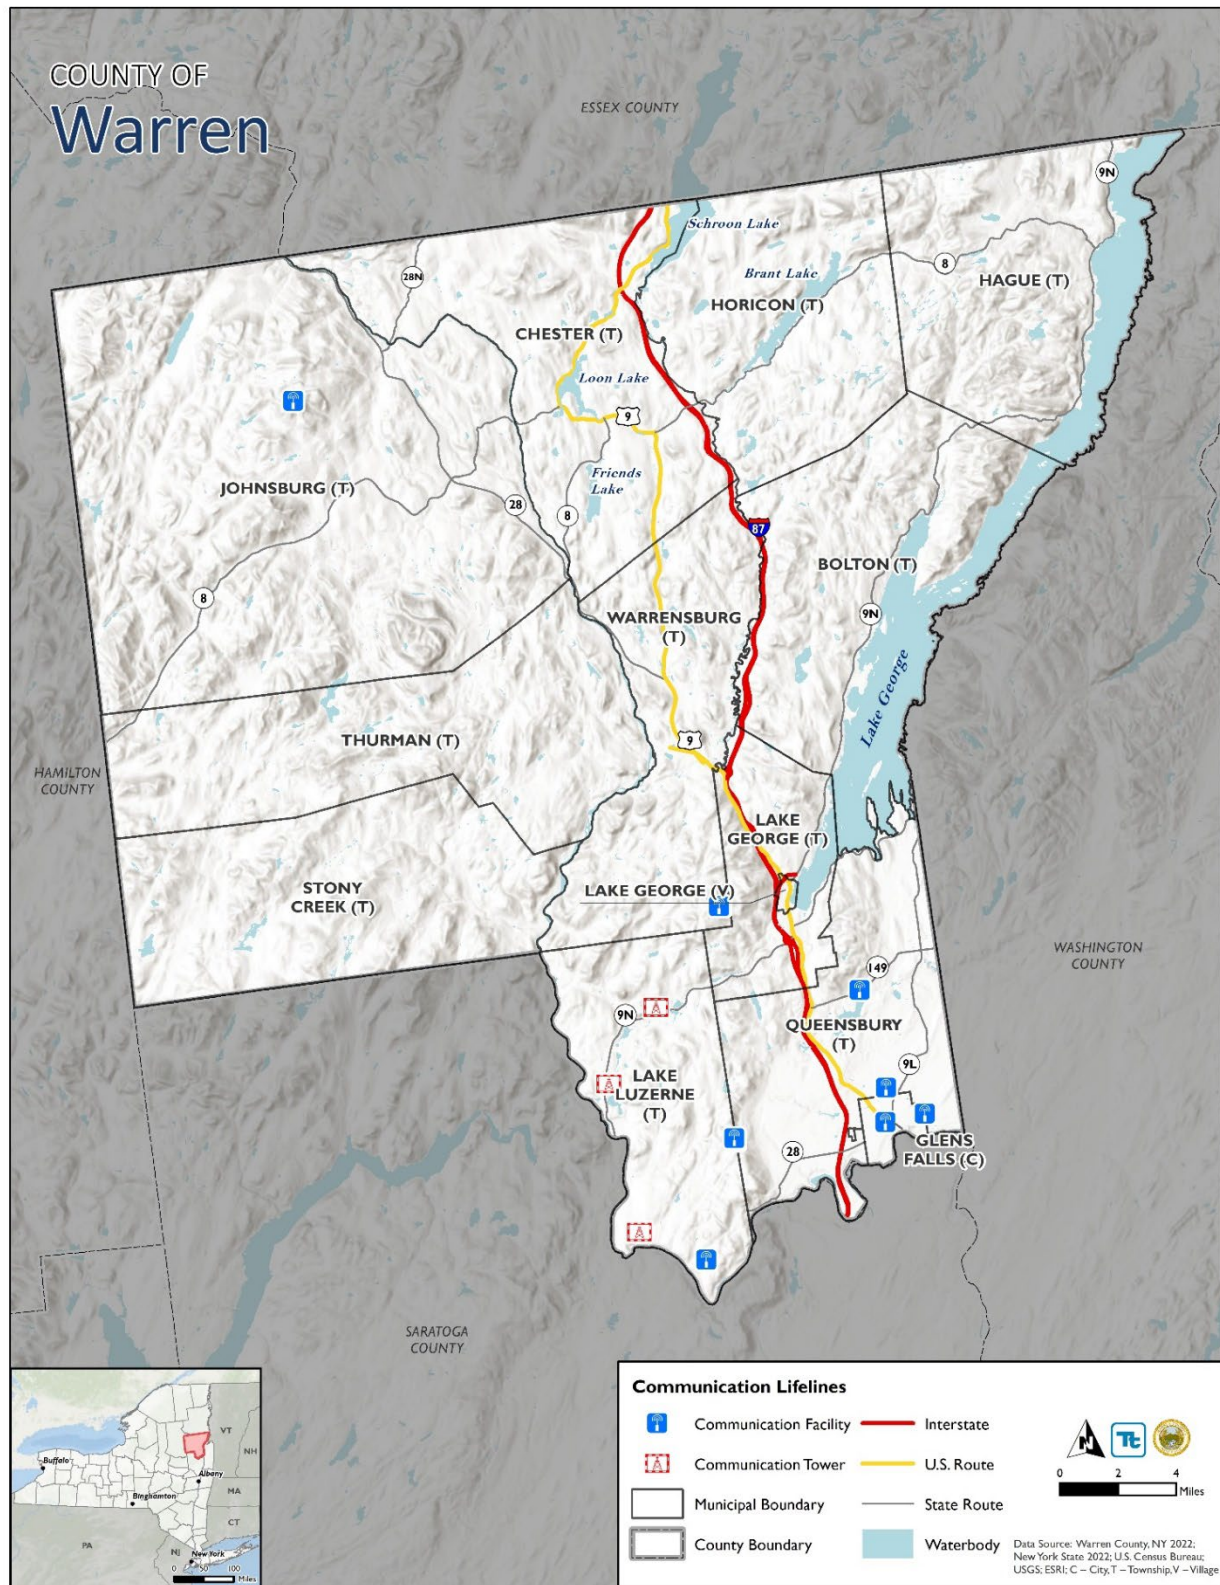 COUNTY OF
Warren
ESSEX COUNTY
9N
Schroon Lake
28N
Brant Lake
8
HAGUE (T)
HORICON (T)
CHESTER (T)
Loon Lake
9
Friends
Lake
JOHNSBURG (T)
28
8
87
BOLTON (T)
8
WARRENSBURG
(T)
9N
Lake George
THURMAN (T)
9
HAMILTON
COUNTY
LAKE
GEORGE (T)
STONY
CREEK (T)
LAKE GEORGE (V)
WASHINGTON
COUNTY
149
9N
QUEENSBURY
(T)
9L
LAKE
LUZERNE
(T)
28
GLENS
FALLS (C)
SARATOGA
COUNTY
VT
NH
Buffalo
Albany
Binghamton
MA
CT
PA
NJ
New York
0 50 100
Miles
Communication Lifelines
Communication Facility
Interstate
Communication Tower
U.S. Route
Municipal Boundary
State Route
County Boundary
Waterbody
N
Tt
0 2 4
Miles
Data Source: Warren County, NY 2022;
New York State 2022; U.S. Census Bureau;
USGS; ESRI; C – City, T – Township, V – Village